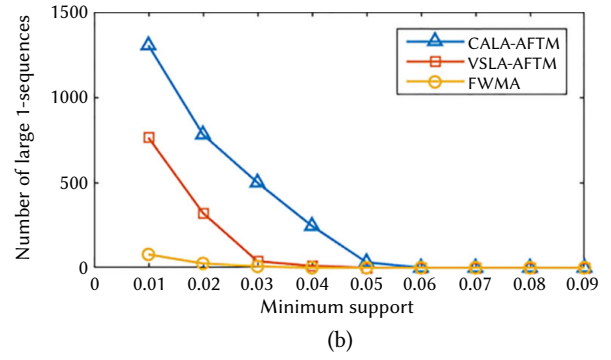 1500
1000
500
0
Number of large 1-sequences
CALA-AFTM
VSLA-AFTM
FWMA
0 0.01 0.02 0.03 0.04 0.05 0.06 0.07 0.08 0.09
Minimum support
(b)